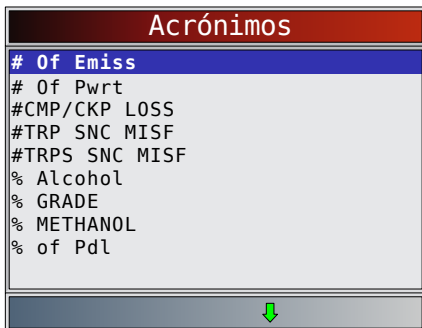 Acrónimos
# Of Emiss
# Of Pwrt
#CMP/CKP LOSS
#TRP SNC MISF
#TRPS SNC MISF
% Alcohol
% GRADE
% METHANOL
% of Pdl